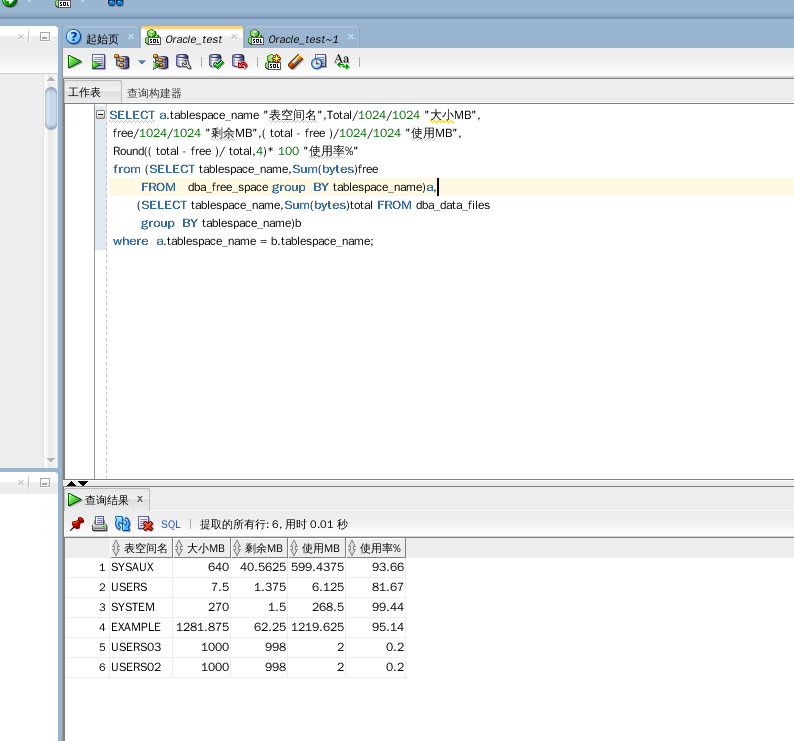 起始页 Oracle_test Oracle_test~1
工作表 查询构建器
SELECT a.tablespace_name "表空间名",Total/1024/1024 "大小MB",
free/1024/1024 "剩余MB",( total - free )/1024/1024 "使用MB",
Round(( total - free )/ total,4)* 100 "使用率%"
from (SELECT tablespace_name,Sum(bytes)free
FROM dba_free_space group BY tablespace_name)a,
(SELECT tablespace_name,Sum(bytes)total FROM dba_data_files
group BY tablespace_name)b
where a.tablespace_name = b.tablespace_name;
查询结果 x
SQL 提取的所有行: 6, 用时 0.01 秒
表空间名 大小MB 剩余MB 使用MB 使用率%
1 SYSAUX 640 40.5625 599.4375 93.66
2 USERS 7.5 1.375 6.125 81.67
3 SYSTEM 270 1.5 268.5 99.44
4 EXAMPLE 1281.875 62.25 1219.625 95.14
5 USERS03 1000 998 2 0.2
6 USERS02 1000 998 2 0.2